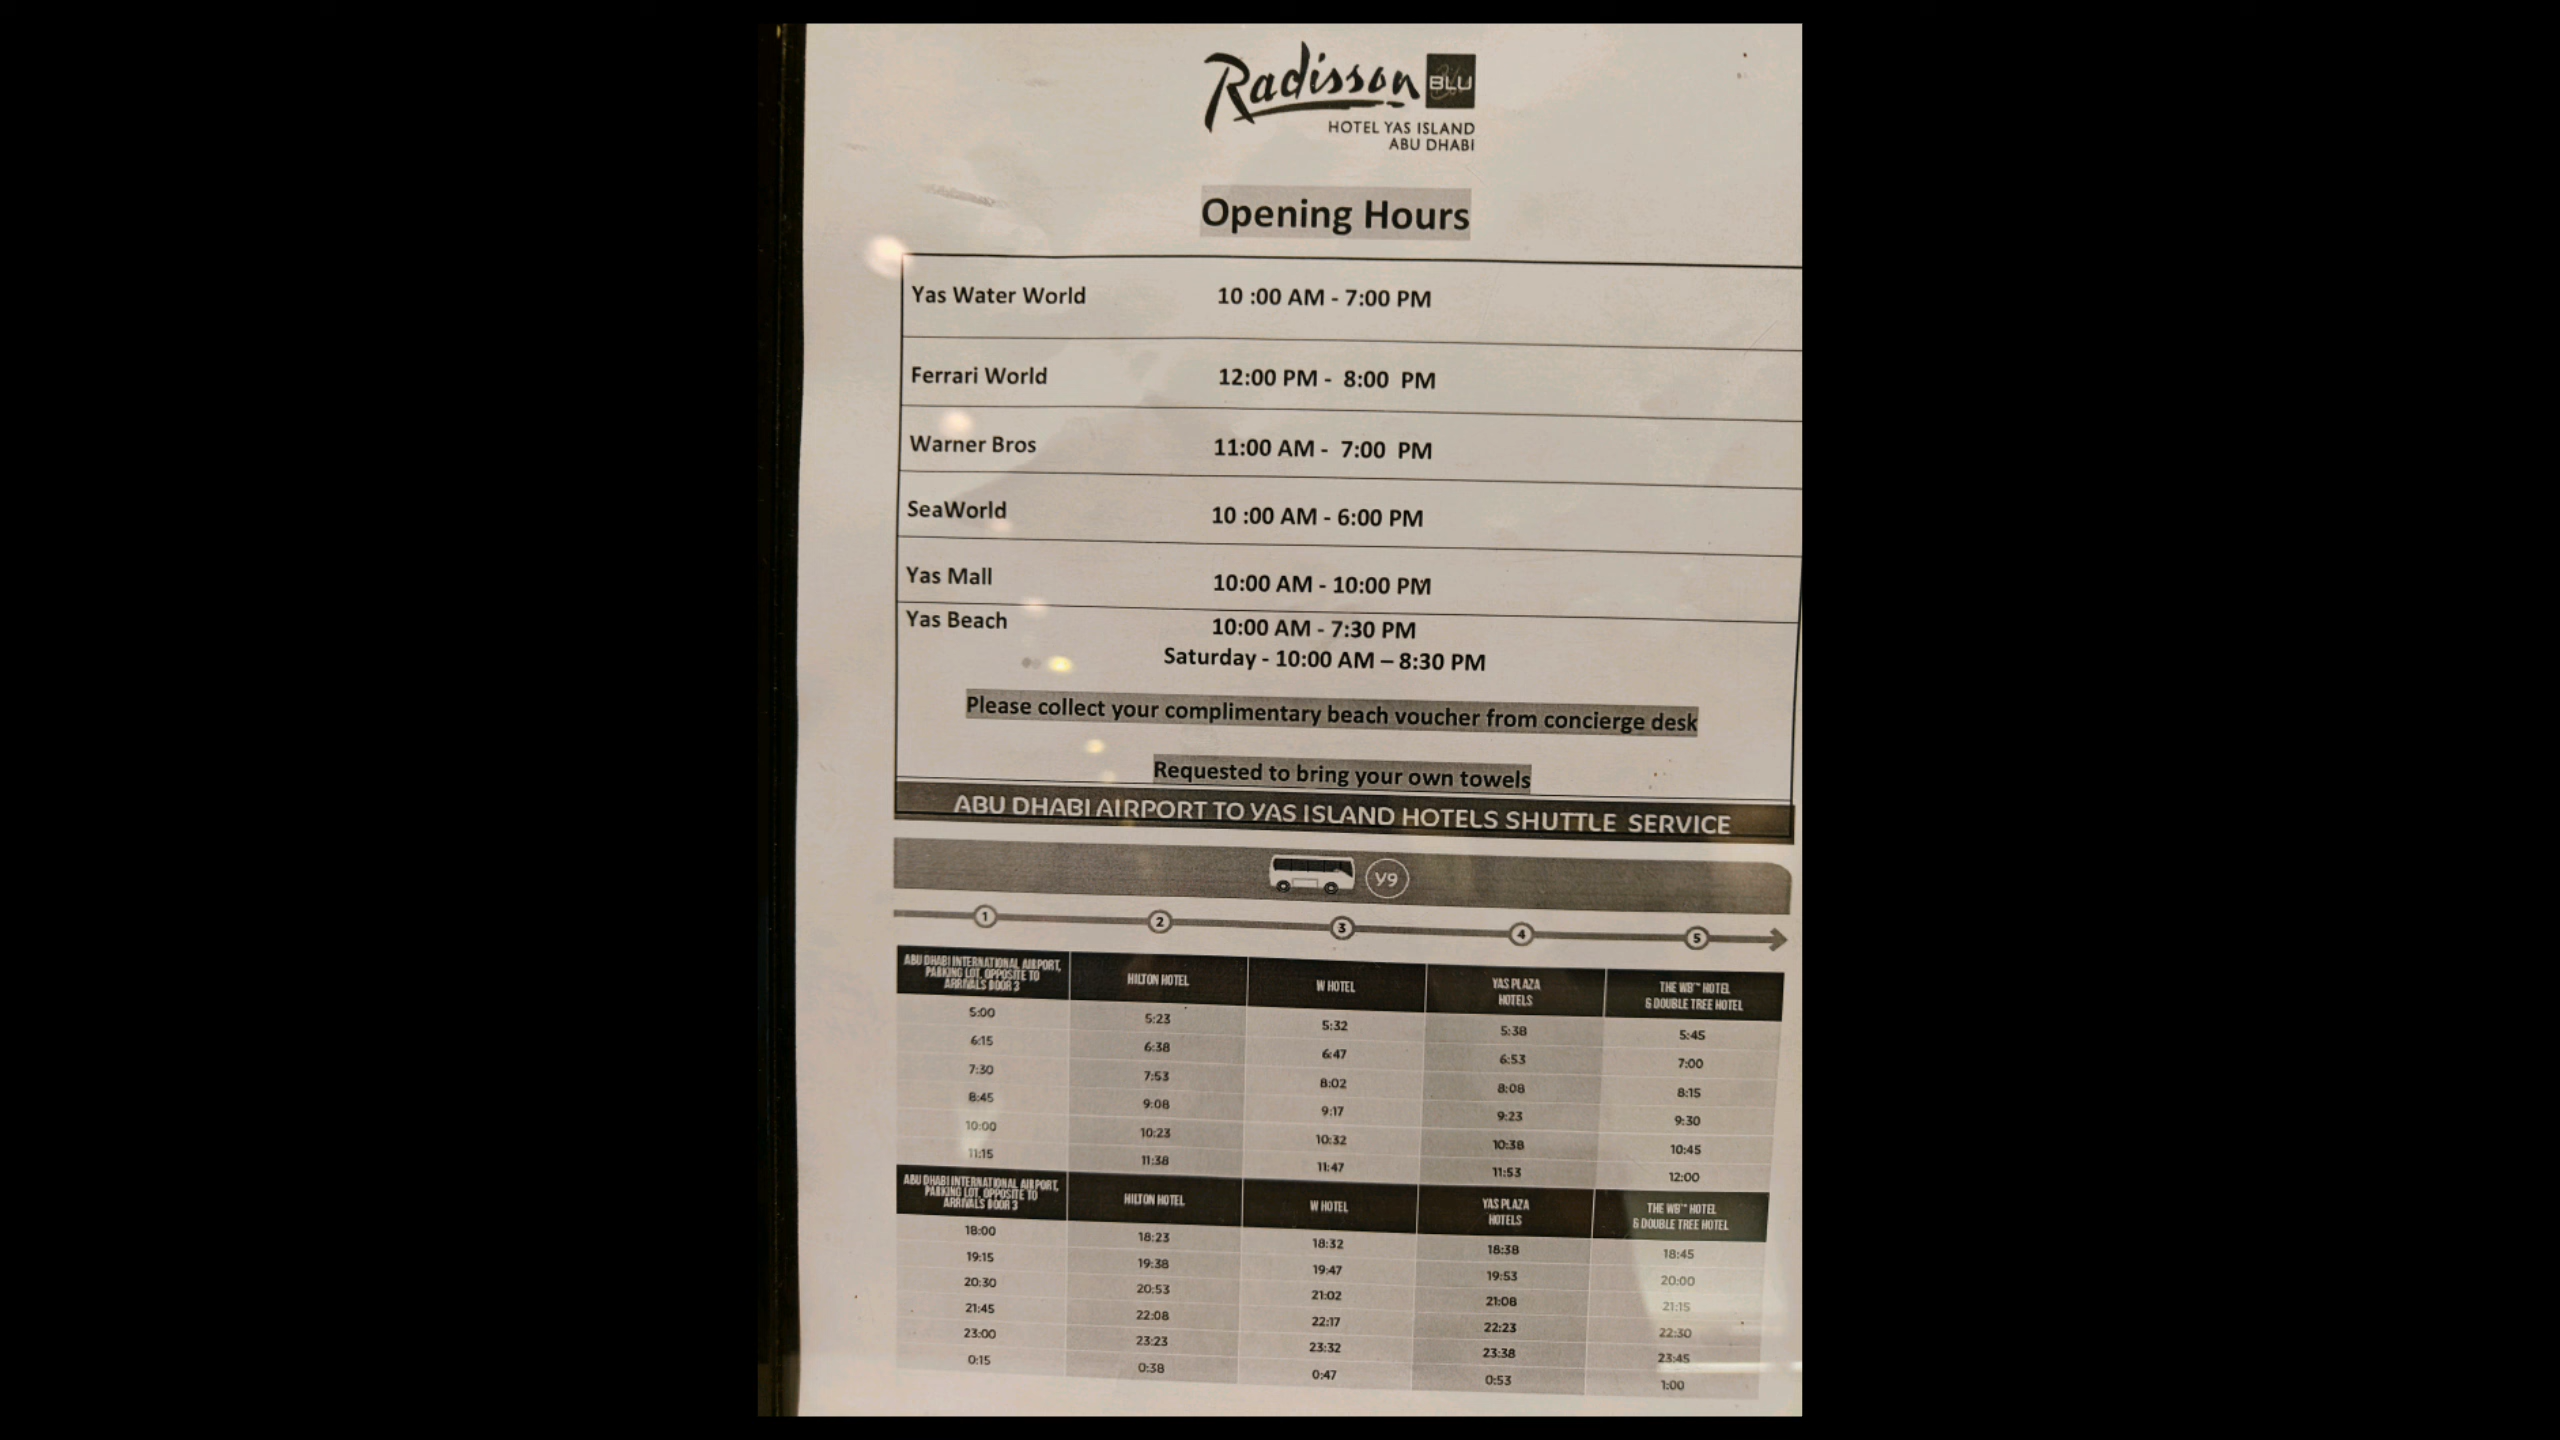 Radisson BLU
HOTEL YAS ISLAND
ABU DHABI
Opening Hours
Yas Water World 10 :00 AM - 7:00 PM
Ferrari World 12:00 PM - 8:00 PM
Warner Bros 11:00 AM - 7:00 PM
SeaWorld 10 :00 AM - 6:00 PM
Yas Mall 10:00 AM - 10:00 PM
Yas Beach 10:00 AM - 7:30 PM
Saturday - 10:00 AM – 8:30 PM
Please collect your complimentary beach voucher from concierge desk
Requested to bring your own towels
ABU DHABI AIRPORT TO YAS ISLAND HOTELS SHUTTLE SERVICE
Y9
1 2 3 4 5
ABU DHABI INTERNATIONAL AIRPORT,
PARKING LOT, OPPOSITE TO
ARRIVALS DOOR 3
HILTON HOTEL
W HOTEL
YAS PLAZA
HOTELS
THE WB™ HOTEL
& DOUBLE TREE HOTEL
5:00 5:23 5:32 5:38 5:45
6:15 6:38 6:47 6:53 7:00
7:30 7:53 8:02 8:08 8:15
8:45 9:08 9:17 9:23 9:30
10:00 10:23 10:32 10:38 10:45
11:15 11:38 11:47 11:53 12:00
ABU DHABI INTERNATIONAL AIRPORT,
PARKING LOT, OPPOSITE TO
ARRIVALS DOOR 3
HILTON HOTEL
W HOTEL
YAS PLAZA
HOTELS
THE WB™ HOTEL
& DOUBLE TREE HOTEL
18:00 18:23 18:32 18:38 18:45
19:15 19:38 19:47 19:53 20:00
20:30 20:53 21:02 21:08 21:15
21:45 22:08 22:17 22:23 22:30
23:00 23:23 23:32 23:38 23:45
0:15 0:38 0:47 0:53 1:00